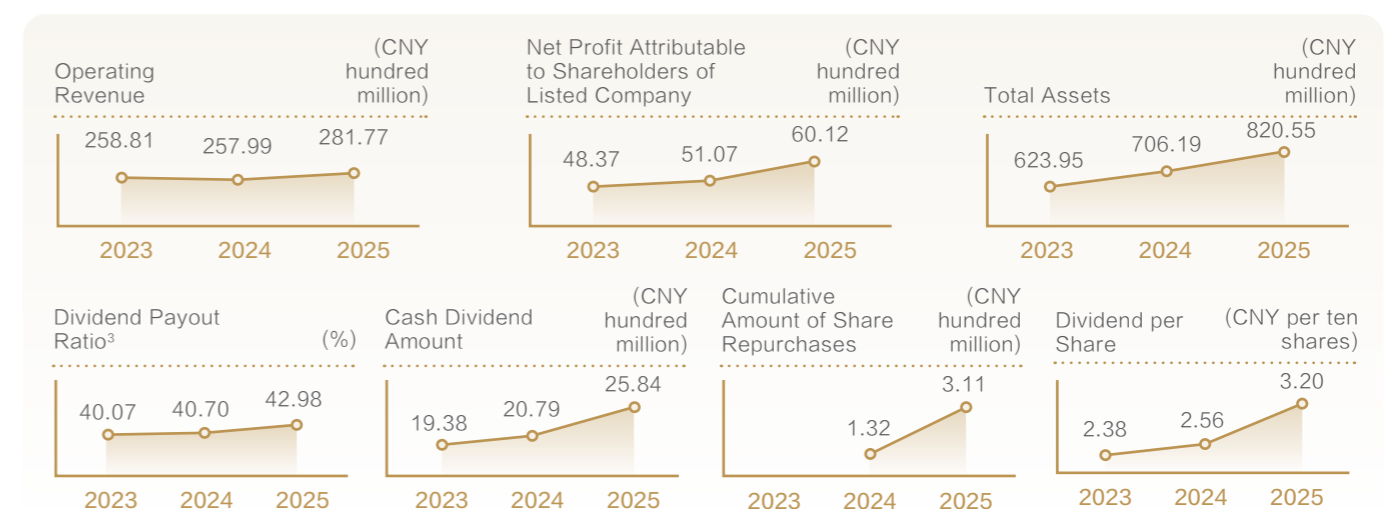 Operating
Revenue
(CNY
hundred
million)
258.81
257.99
281.77
2023
2024
2025
Net Profit Attributable
to Shareholders of
Listed Company
(CNY
hundred
million)
48.37
51.07
60.12
2023
2024
2025
Total Assets
(CNY
hundred
million)
623.95
706.19
820.55
2023
2024
2025
Dividend Payout
Ratio³
(%)
40.07
40.70
42.98
2023
2024
2025
Cash Dividend
Amount
(CNY
hundred
million)
19.38
20.79
25.84
2023
2024
2025
Cumulative
Amount of Share
Repurchases
(CNY
hundred
million)
1.32
3.11
2023
2024
2025
Dividend per
Share
(CNY per ten
shares)
2.38
2.56
3.20
2023
2024
2025